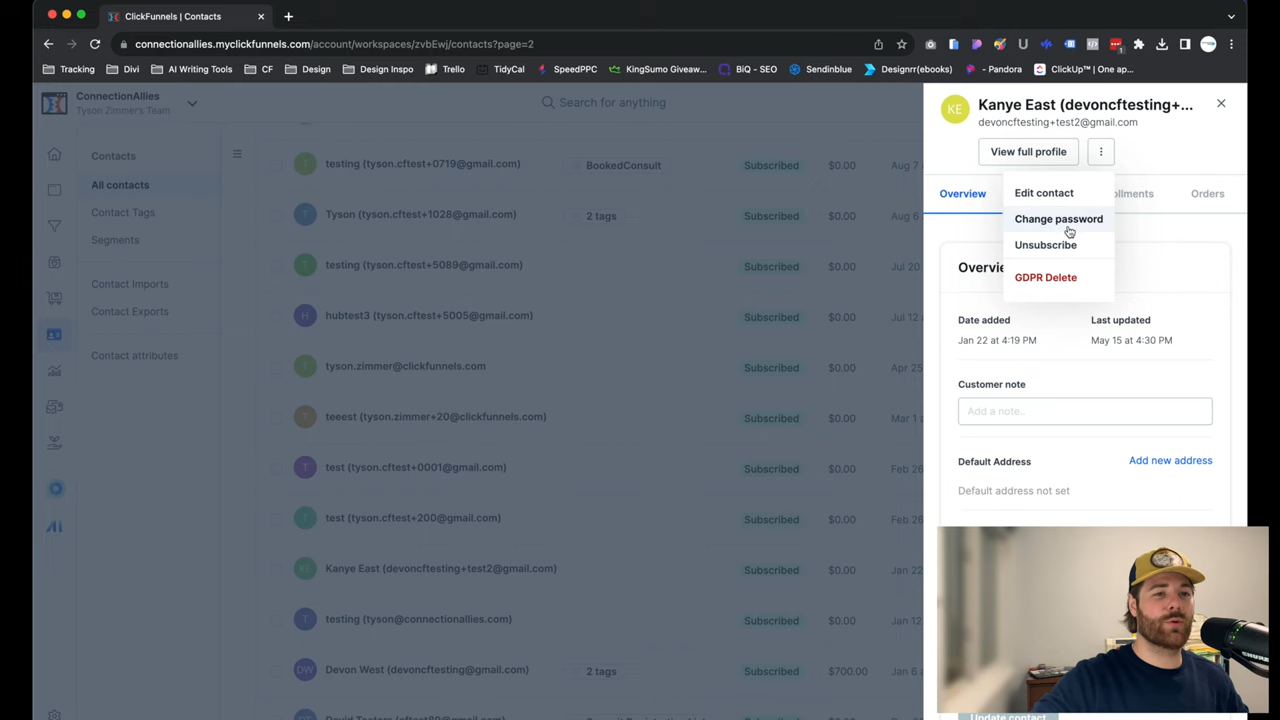 ClickFunnels | Contacts
connectionallies.myclickfunnels.com/account/workspaces/zvbEwj/contacts?page=2
Tracking Divi AI Writing Tools CF Design Design Inspo Trello TidyCal SpeedPPC KingSumo Giveaw... BiQ - SEO Sendinblue Designrr(ebooks) - Pandora ClickUp™ | One ap...
ConnectionAllies
Tyson Zimmer's Team
Search for anything
Contacts
All contacts
Contact Tags
Segments
Contact Imports
Contact Exports
Contact attributes
T testing (tyson.cftest+0719@gmail.com) BookedConsult Subscribed $0.00 Aug 7
T Tyson (tyson.cftest+1028@gmail.com) 2 tags Subscribed $0.00 Aug 6
T testing (tyson.cftest+5089@gmail.com) Subscribed $0.00 Jul 20
H hubtest3 (tyson.cftest+5005@gmail.com) Subscribed $0.00 Jul 12
T tyson.zimmer@clickfunnels.com Subscribed $0.00 Apr 25
T teeest (tyson.zimmer+20@clickfunnels.com) Subscribed $0.00 Mar 1
T test (tyson.cftest+0001@gmail.com) Subscribed $0.00 Feb 26
T test (tyson.cftest+200@gmail.com) Subscribed $0.00 Feb 26
KE Kanye East (devoncftesting+test2@gmail.com) Subscribed $0.00 Jan 22
T testing (tyson@connectionallies.com) Subscribed $0.00 Jan 12
DW Devon West (devoncftesting@gmail.com) 2 tags Subscribed $700.00 Jan 6
KE Kanye East (devoncftesting+...
devoncftesting+test2@gmail.com
View full profile
Overview
ollments
Orders
Edit contact
Change password
Unsubscribe
GDPR Delete
Overvie
Date added Last updated
Jan 22 at 4:19 PM May 15 at 4:30 PM
Customer note
Add a note..
Default Address Add new address
Default address not set
Update contact
SHURE